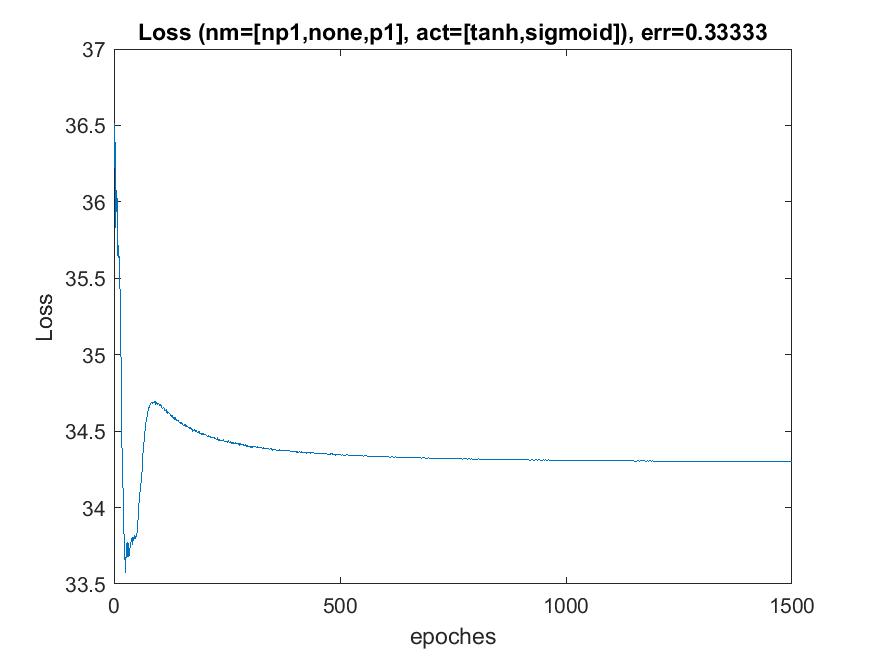 Loss (nm=[np1,none,p1], act=[tanh,sigmoid]), err=0.33333
37
36.5
36
35.5
35
34.5
34
33.5
Loss
0 500 1000 1500
epoches